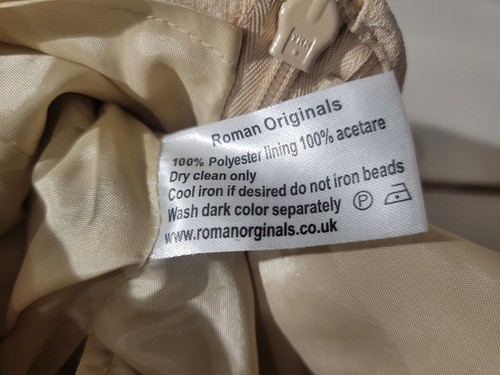 Roman Originals
100% Polyester lining 100% acetare
Dry clean only
Cool iron if desired do not iron beads
Wash dark color separately Ⓟ
www.romanorginals.co.uk